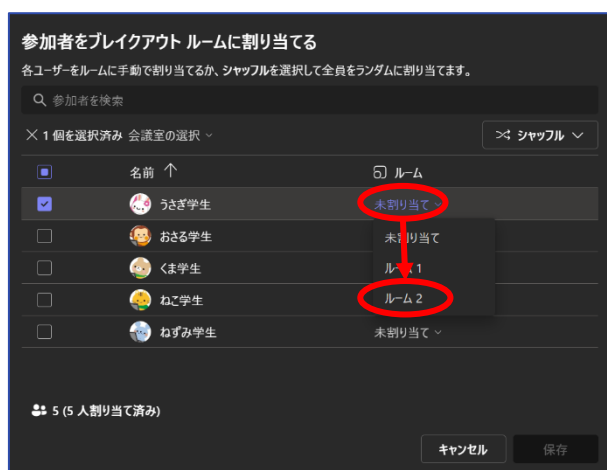 参加者をブレイクアウト ルームに割り当てる
各ユーザーをルームに手動で割り当てるか、シャッフルを選択して全員をランダムに割り当てます。
参加者を検索
1 個を選択済み 会議室の選択 シャッフル
名前 ↑ ルーム
うさぎ学生 未割り当て
おさる学生 未割り当て
くま学生 ルーム 1
ねこ学生 ルーム 2
ねずみ学生 未割り当て
5 (5 人割り当て済み)
キャンセル 保存